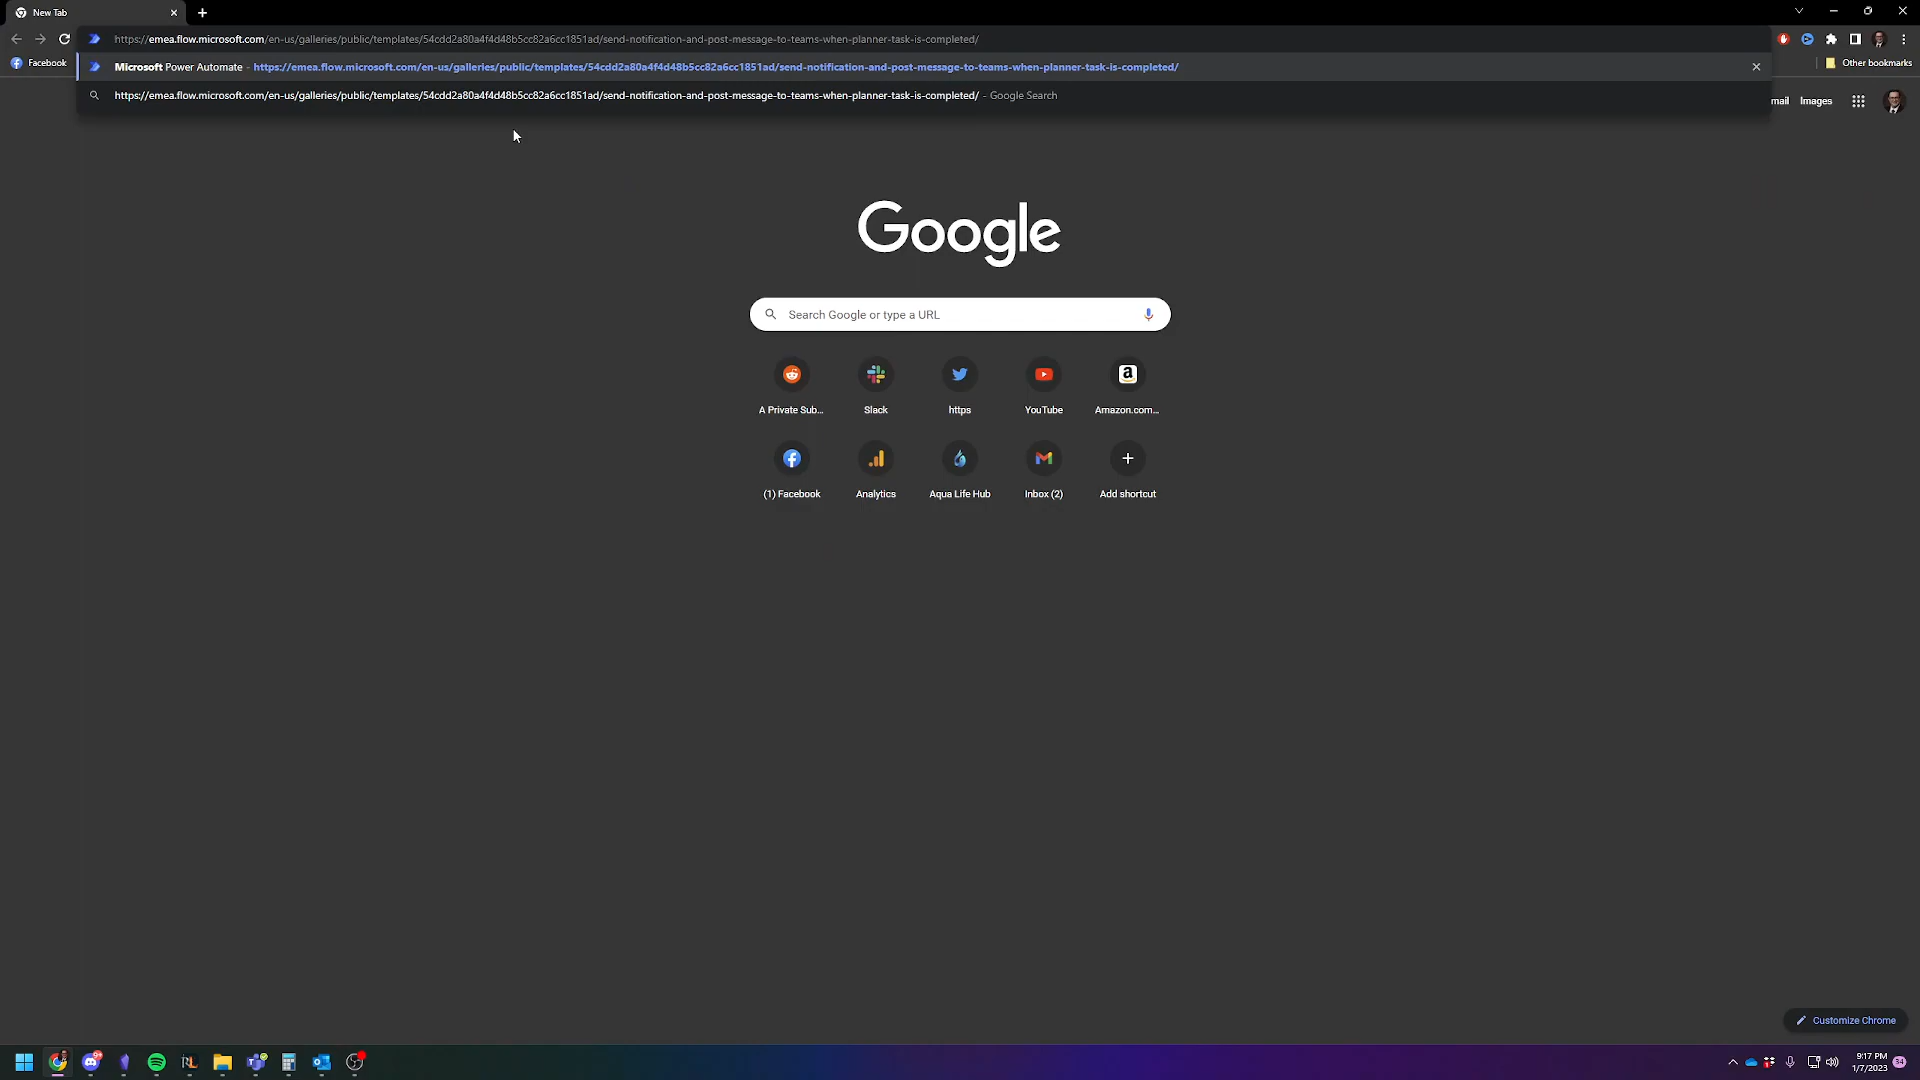 New Tab
https://emea.flow.microsoft.com/en-us/galleries/public/templates/54cdd2a80a4f4d48b5cc82a6cc1851ad/send-notification-and-post-message-to-teams-when-planner-task-is-completed/
Facebook
Microsoft Power Automate - https://emea.flow.microsoft.com/en-us/galleries/public/templates/54cdd2a80a4f4d48b5cc82a6cc1851ad/send-notification-and-post-message-to-teams-when-planner-task-is-completed/
Other bookmarks
https://emea.flow.microsoft.com/en-us/galleries/public/templates/54cdd2a80a4f4d48b5cc82a6cc1851ad/send-notification-and-post-message-to-teams-when-planner-task-is-completed/ - Google Search
mail Images
Google
Search Google or type a URL
A Private Sub... Slack https YouTube Amazon.com...
(1) Facebook Analytics Aqua Life Hub Inbox (2) Add shortcut
Customize Chrome
9:17 PM
1/7/2023
34